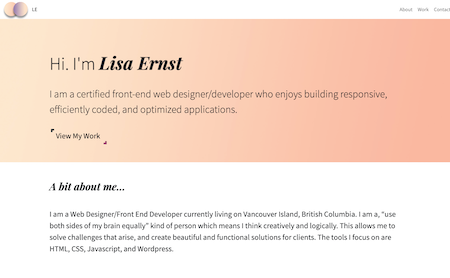 LE
About Work Contact
Hi. I'm Lisa Ernst
I am a certified front-end web designer/developer who enjoys building responsive,
efficiently coded, and optimized applications.
View My Work
A bit about me...
I am a Web Designer/Front End Developer currently living on Vancouver Island, British Columbia. I am a, “use
both sides of my brain equally” kind of person which means I think creatively and logically. This allows me to
solve challenges that arise, and create beautiful and functional solutions for clients. The tools I focus on are
HTML, CSS, Javascript, and Wordpress.